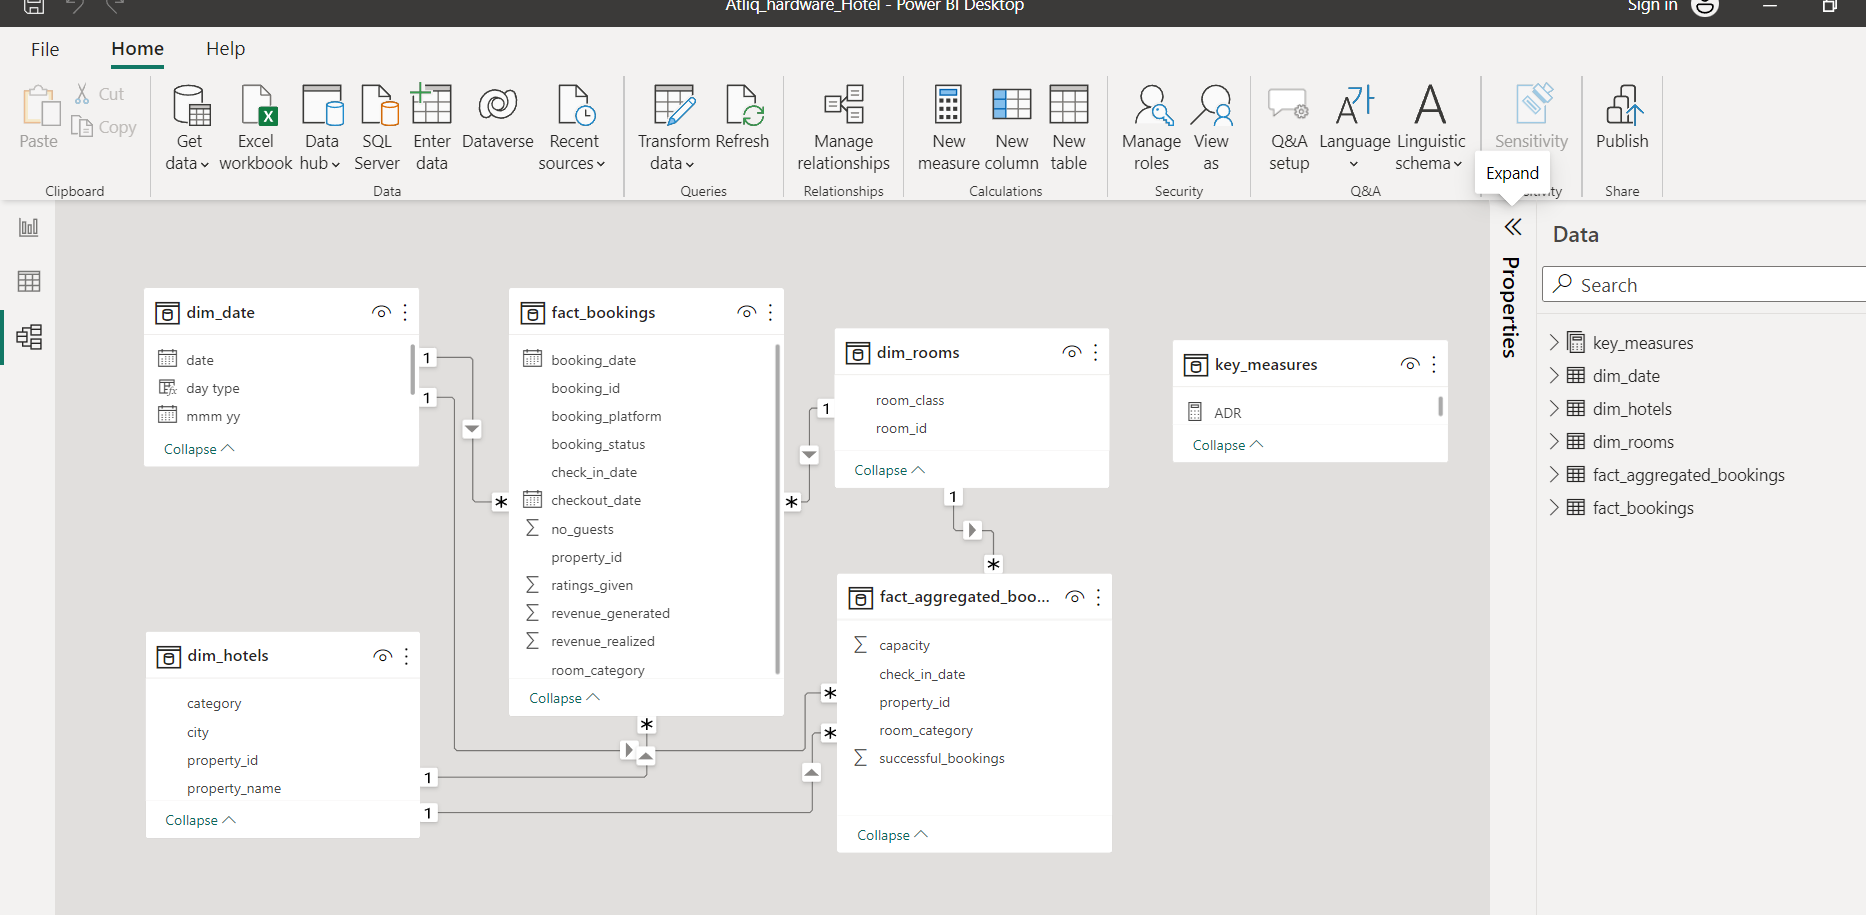 Atliq_hardware_Hotel - Power BI Desktop
Sign in
File
Home
Help
Paste
Cut
Copy
Clipboard
Get data
Excel workbook
Data hub
SQL Server
Enter data
Dataverse
Recent sources
Data
Transform data
Refresh
Queries
Manage relationships
Relationships
New measure
New column
New table
Calculations
Manage roles
View as
Security
Q&A setup
Language
Linguistic schema
Q&A
Sensitivity
Expand
Publish
Share
dim_date
date
day type
mmm yy
Collapse
1
1
fact_bookings
booking_date
booking_id
booking_platform
booking_status
check_in_date
checkout_date
no_guests
property_id
ratings_given
revenue_generated
revenue_realized
room_category
Collapse
*
*
*
dim_rooms
room_class
room_id
Collapse
1
1
*
key_measures
ADR
Collapse
dim_hotels
category
city
property_id
property_name
Collapse
1
1
fact_aggregated_boo...
capacity
check_in_date
property_id
room_category
successful_bookings
Collapse
*
*
Properties
Data
Search
key_measures
dim_date
dim_hotels
dim_rooms
fact_aggregated_bookings
fact_bookings